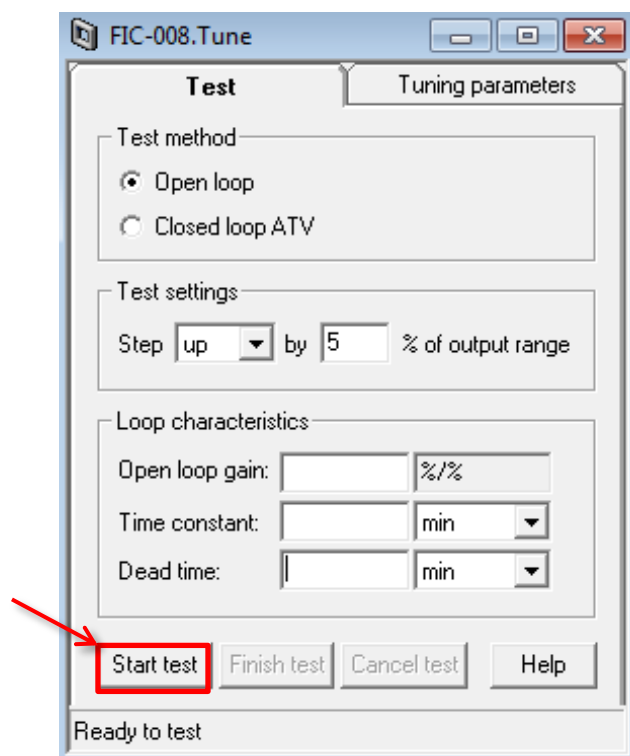 FIC-008.Tune
Test Tuning parameters
Test method
Open loop
Closed loop ATV
Test settings
Step up by 5 % of output range
Loop characteristics
Open loop gain: %/%
Time constant: min
Dead time: min
Start test Finish test Cancel test Help
Ready to test